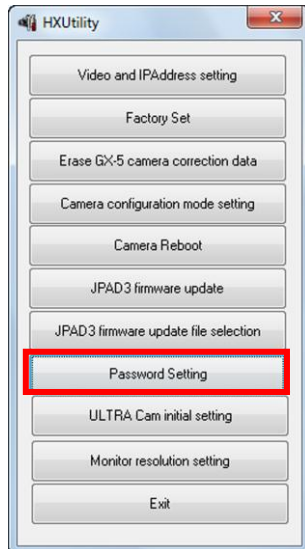 HXUtility
Video and IPAddress setting
Factory Set
Erase GX-5 camera correction data
Camera configuration mode setting
Camera Reboot
JPAD3 firmware update
JPAD3 firmware update file selection
Password Setting
ULTRA Cam initial setting
Monitor resolution setting
Exit